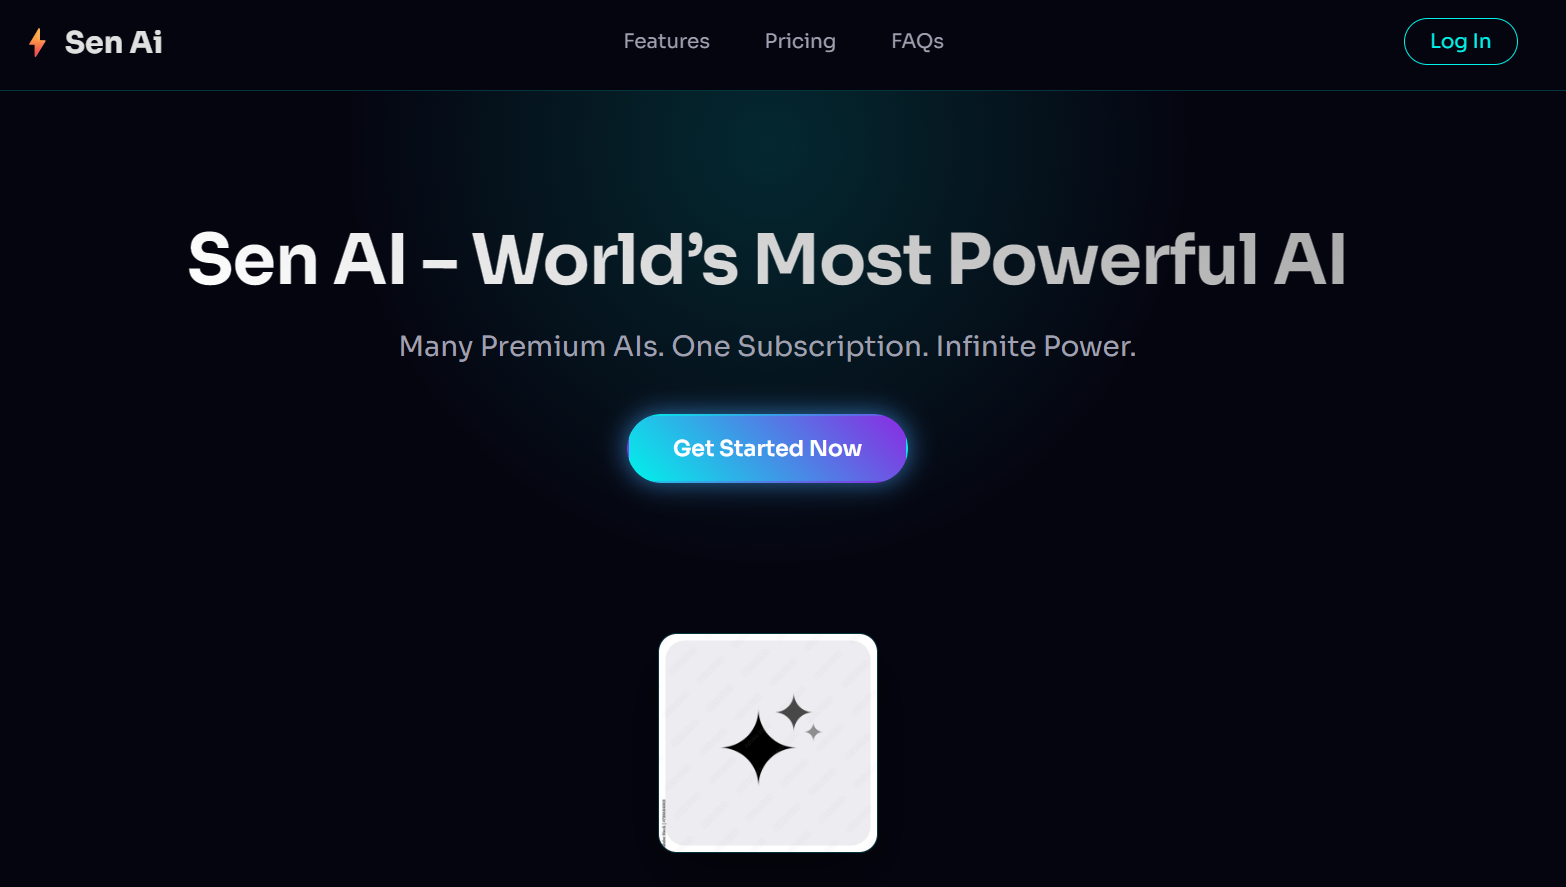 Sen Ai
Features
Pricing
FAQs
Log In
Sen AI – World’s Most Powerful AI
Many Premium AIs. One Subscription. Infinite Power.
Get Started Now